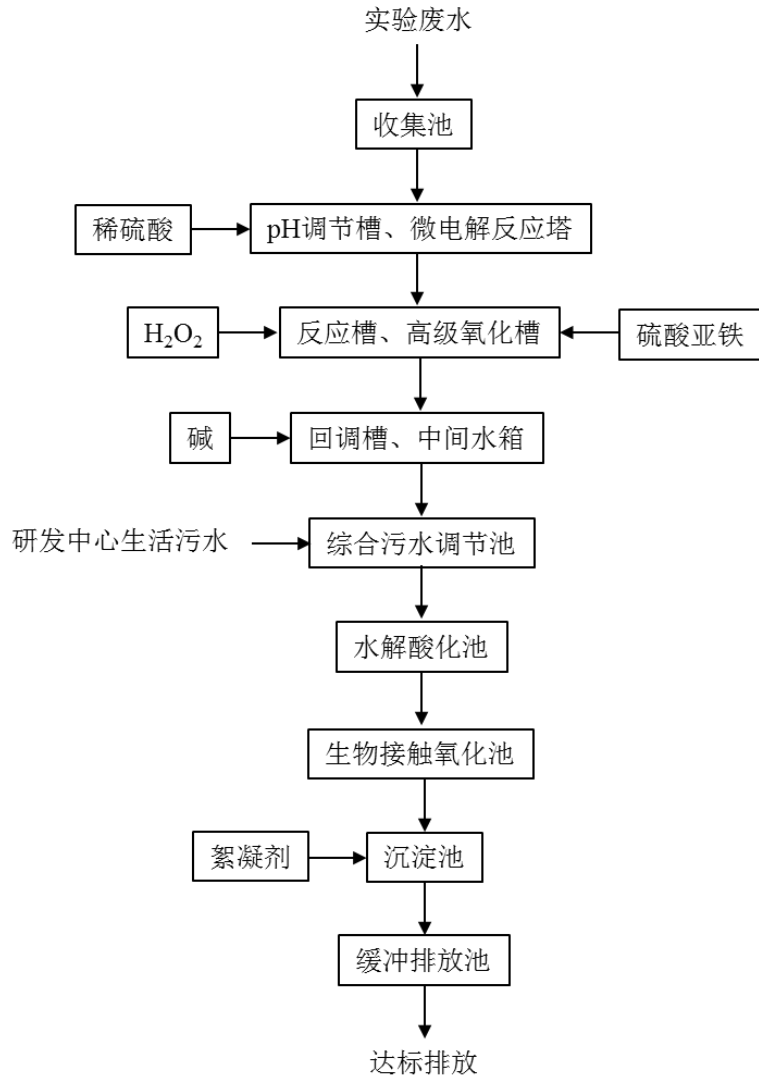 实验废水
收集池
稀硫酸
pH调节槽、微电解反应塔
H₂O₂
反应槽、高级氧化槽
硫酸亚铁
碱
回调槽、中间水箱
研发中心生活污水
综合污水调节池
水解酸化池
生物接触氧化池
絮凝剂
沉淀池
缓冲排放池
达标排放